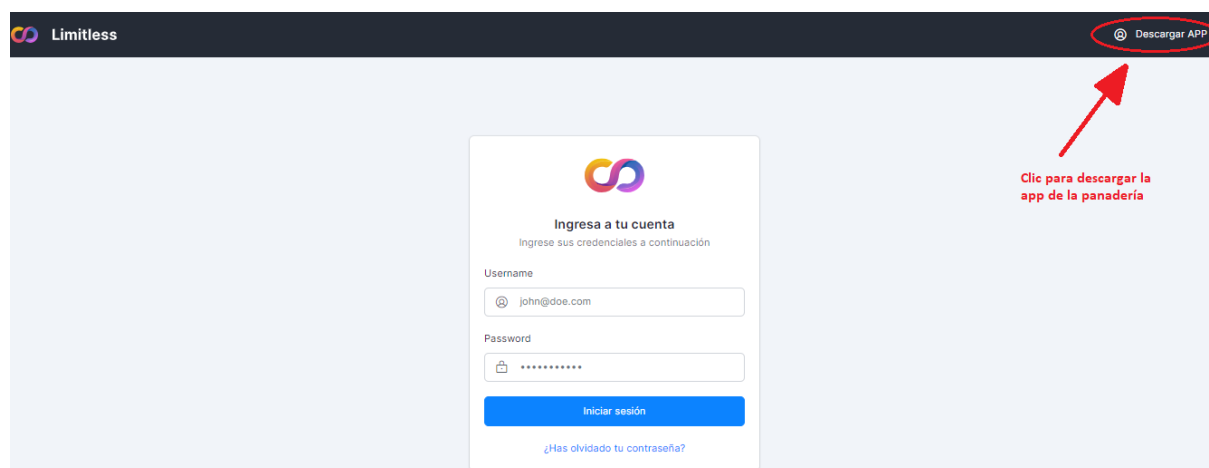 Limitless
Descargar APP
Clic para descargar la
app de la panadería
Ingresa a tu cuenta
Ingrese sus credenciales a continuación
Username
john@doe.com
Password
•••••••••••
Iniciar sesión
¿Has olvidado tu contraseña?